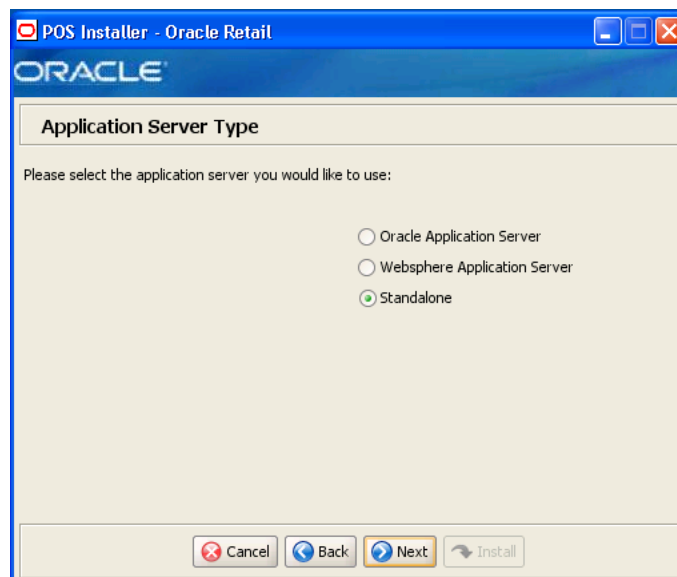 POS Installer - Oracle Retail
ORACLE
Application Server Type
Please select the application server you would like to use:
Oracle Application Server
Websphere Application Server
Standalone
Cancel Back Next Install